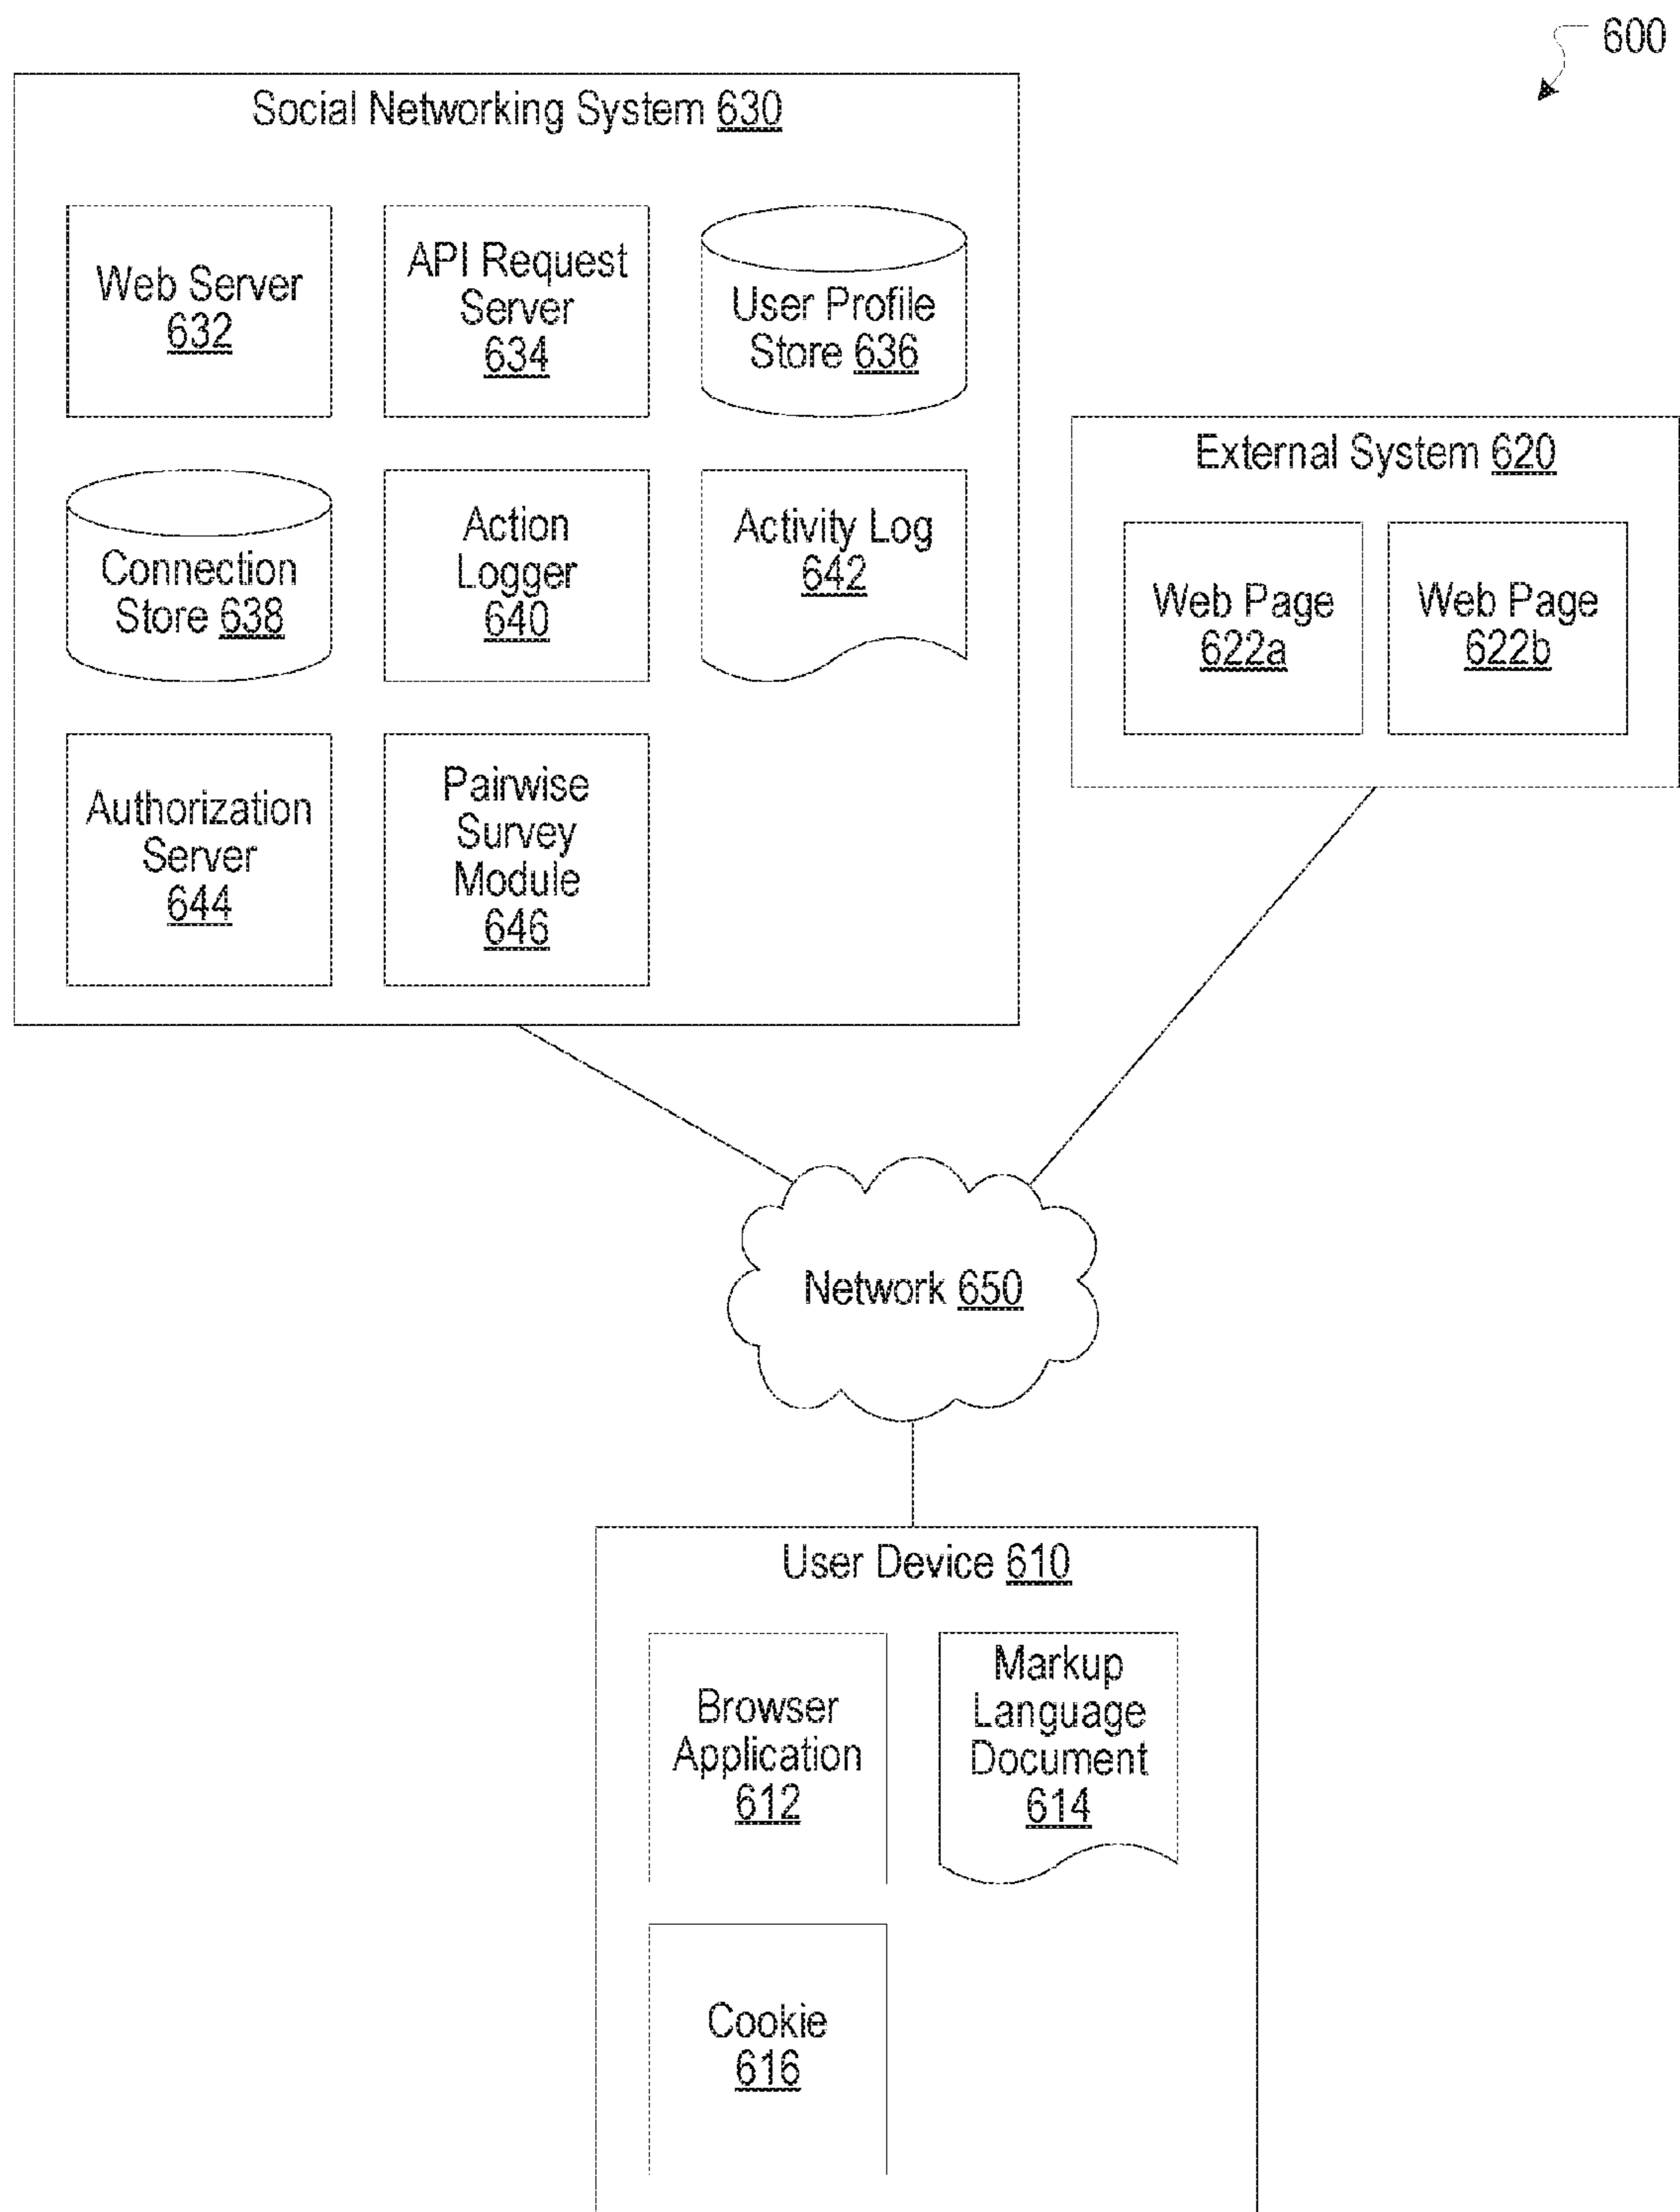 600
Social Networking System 630
Web Server
632
API Request
Server
634
User Profile
Store 636
Connection
Store 638
Action
Logger
640
Activity Log
642
Authorization
Server
644
Pairwise
Survey
Module
646
External System 620
Web Page
622a
Web Page
622b
Network 650
User Device 610
Browser
Application
612
Markup
Language
Document
614
Cookie
616